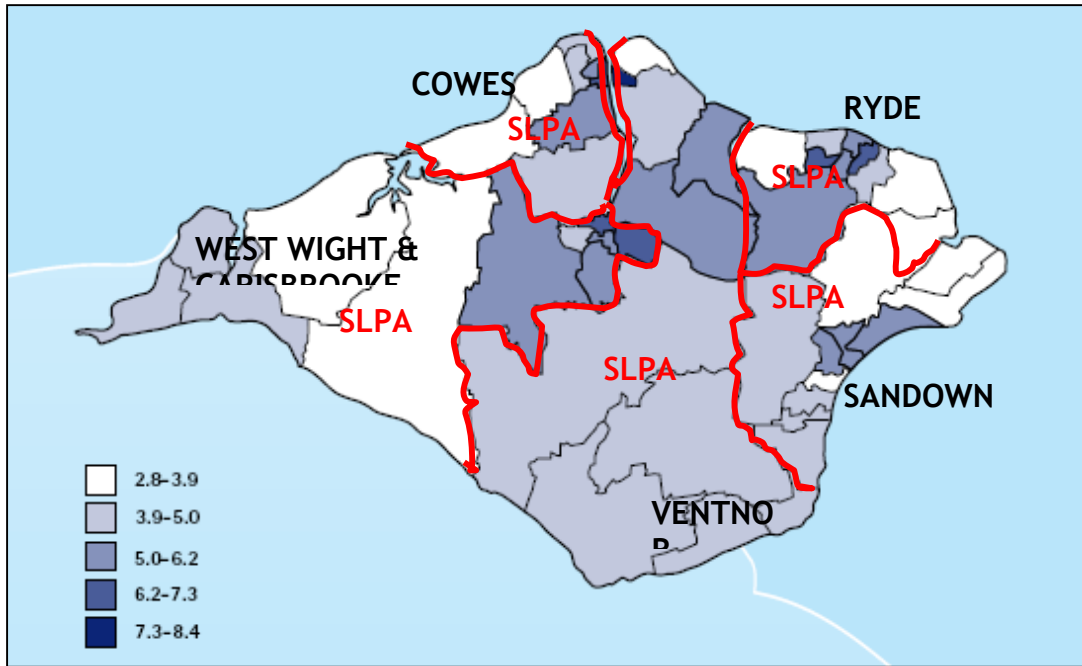 COWES
RYDE
SLPA
SLPA
WEST WIGHT &
CARISBROOKE
SLPA
SLPA
SLPA
SANDOWN
VENTNO
R
2.8–3.9
3.9–5.0
5.0–6.2
6.2–7.3
7.3–8.4